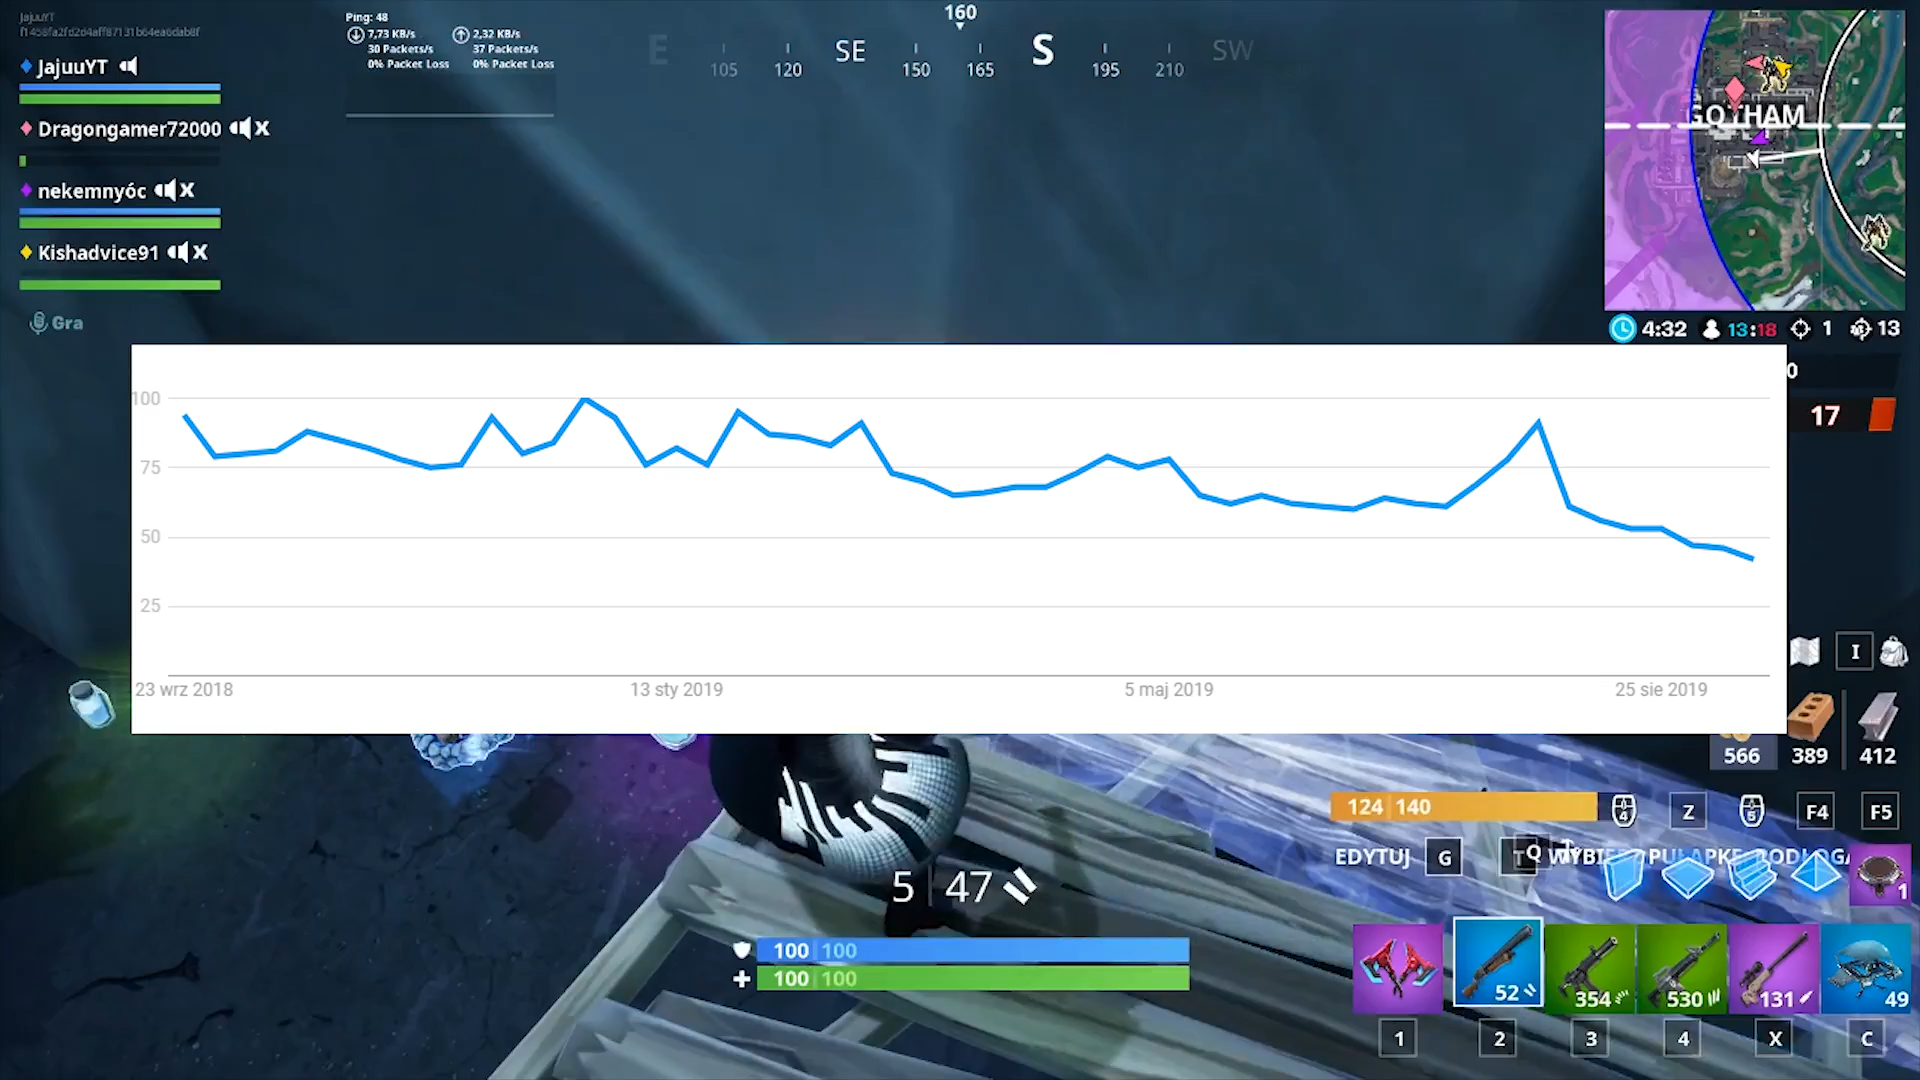 JajuuYT
Ping: 48
7,73 KB/s
2,32 KB/s
30 Packets/s
37 Packets/s
0% Packet Loss
0% Packet Loss
160
E
105
120
SE
150
165
S
195
210
SW
JajuuYT
Dragongamer72000
nekemnyóc
Kishadvice91
Gra
GOTHAM
4:32
13:18
1
13
0
17
100
75
50
25
23 wrz 2018
13 sty 2019
5 maj 2019
25 sie 2019
I
566
389
412
124 | 140
4
Z
5
F4
F5
EDYTUJ
G
Q
5 | 47
1
100 | 100
100 | 100
52
354
530
131
49
1
2
3
4
X
C